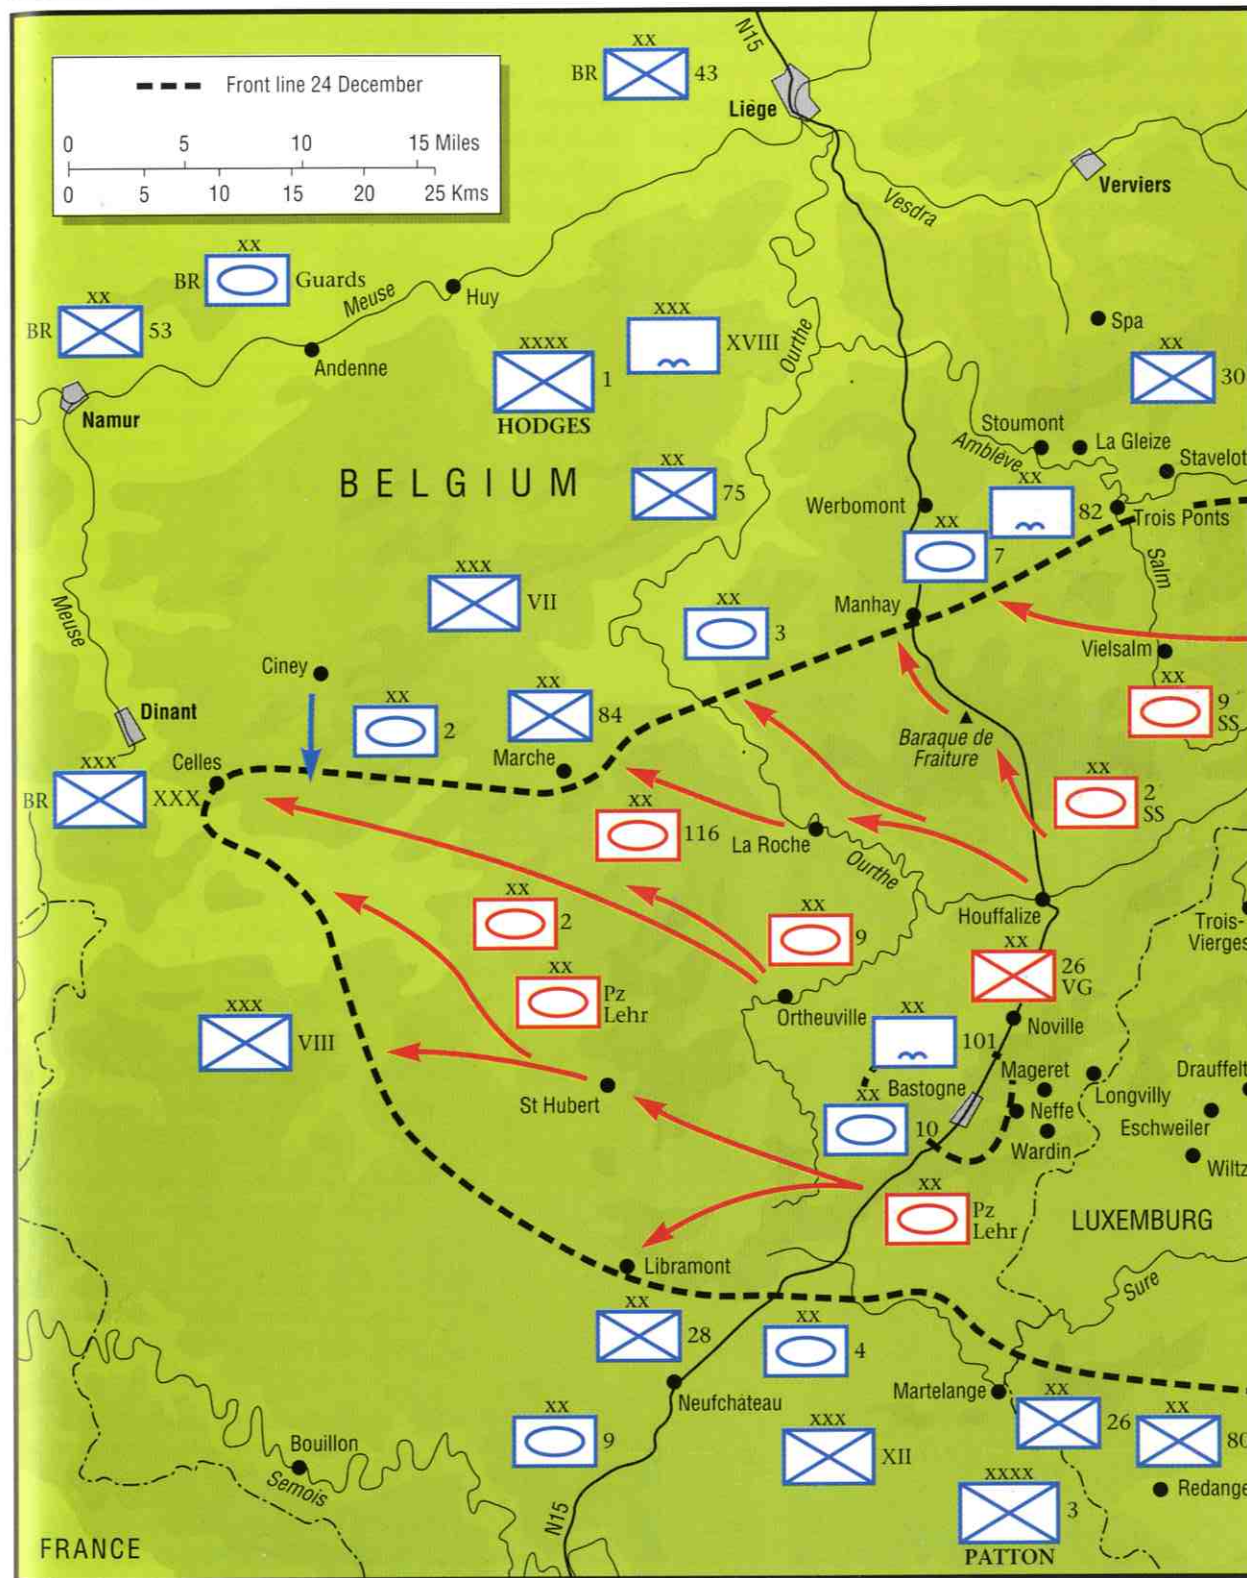 Front line 24 December
0 5 10 15 Miles
0 5 10 15 20 25 Kms
XX
BR 43
N15
Liège
Verviers
Vesdra
XX
BR Guards
Meuse
Huy
XX
BR 53
Andenne
Namur
XXXX
1
HODGES
XXX
XVIII
Ourthe
Spa
XX
30
Stoumont
La Gleize
Amblève
Stavelot
BELGIUM
XX
75
Werbomont
XX
82
Trois Ponts
XX
7
Salm
XXX
VII
Meuse
XX
3
Manhay
Vielsalm
Ciney
XX
2
XX
84
Marche
Dinant
Celles
XXX
BR XXX
Baraque de
Fraiture
XX
9
SS
XX
2
SS
XX
116
La Roche
Ourthe
Houffalize
Trois-
Vierges
XX
2
XX
9
XX
26
VG
XX
Pz
Lehr
Ortheuville
Noville
XXX
VIII
XX
101
Bastogne
Mageret
Longvilly
Drauffelt
St Hubert
XX
10
Neffe
Eschweiler
Wardin
Wiltz
XX
Pz
Lehr
LUXEMBURG
Libramont
Sure
XX
28
XX
4
Neufchâteau
Martelange
XX
9
XXX
XII
XX
26
XX
80
Bouillon
Semois
N15
XXXX
3
PATTON
Redange
FRANCE